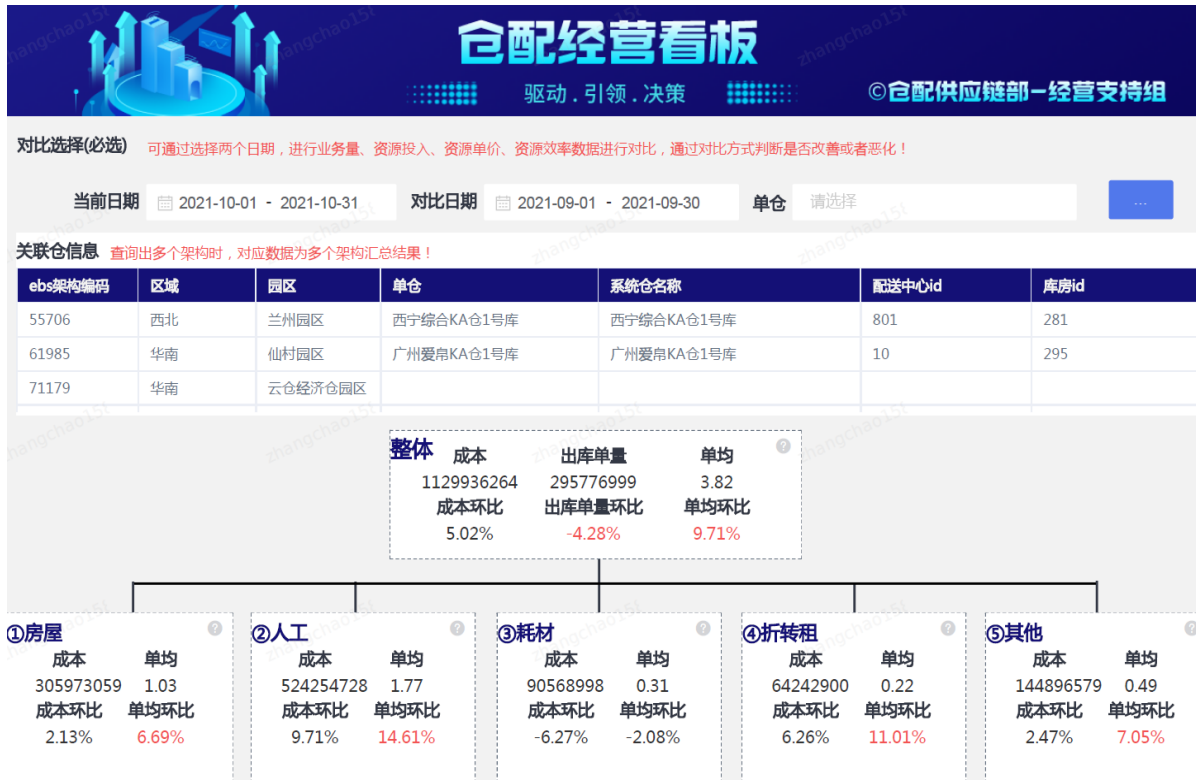 仓配经营看板
驱动 . 引领 . 决策
©仓配供应链部-经营支持组
对比选择(必选) 可通过选择两个日期，进行业务量、资源投入、资源单价、资源效率数据进行对比，通过对比方式判断是否改善或者恶化！
当前日期 2021-10-01 - 2021-10-31 对比日期 2021-09-01 - 2021-09-30 单仓 请选择 ...
关联仓信息 查询出多个架构时，对应数据为多个架构汇总结果！
ebs架构编码 区域 园区 单仓 系统仓名称 配送中心id 库房id
55706 西北 兰州园区 西宁综合KA仓1号库 西宁综合KA仓1号库 801 281
61985 华南 仙村园区 广州爱帛KA仓1号库 广州爱帛KA仓1号库 10 295
71179 华南 云仓经济仓园区
整体 成本 出库单量 单均 ?
1129936264 295776999 3.82
成本环比 出库单量环比 单均环比
5.02% -4.28% 9.71%
①房屋 ?
成本 单均
305973059 1.03
成本环比 单均环比
2.13% 6.69%
②人工 ?
成本 单均
524254728 1.77
成本环比 单均环比
9.71% 14.61%
③耗材 ?
成本 单均
90568998 0.31
成本环比 单均环比
-6.27% -2.08%
④折转租 ?
成本 单均
64242900 0.22
成本环比 单均环比
6.26% 11.01%
⑤其他 ?
成本 单均
144896579 0.49
成本环比 单均环比
2.47% 7.05%
zhangchao15t